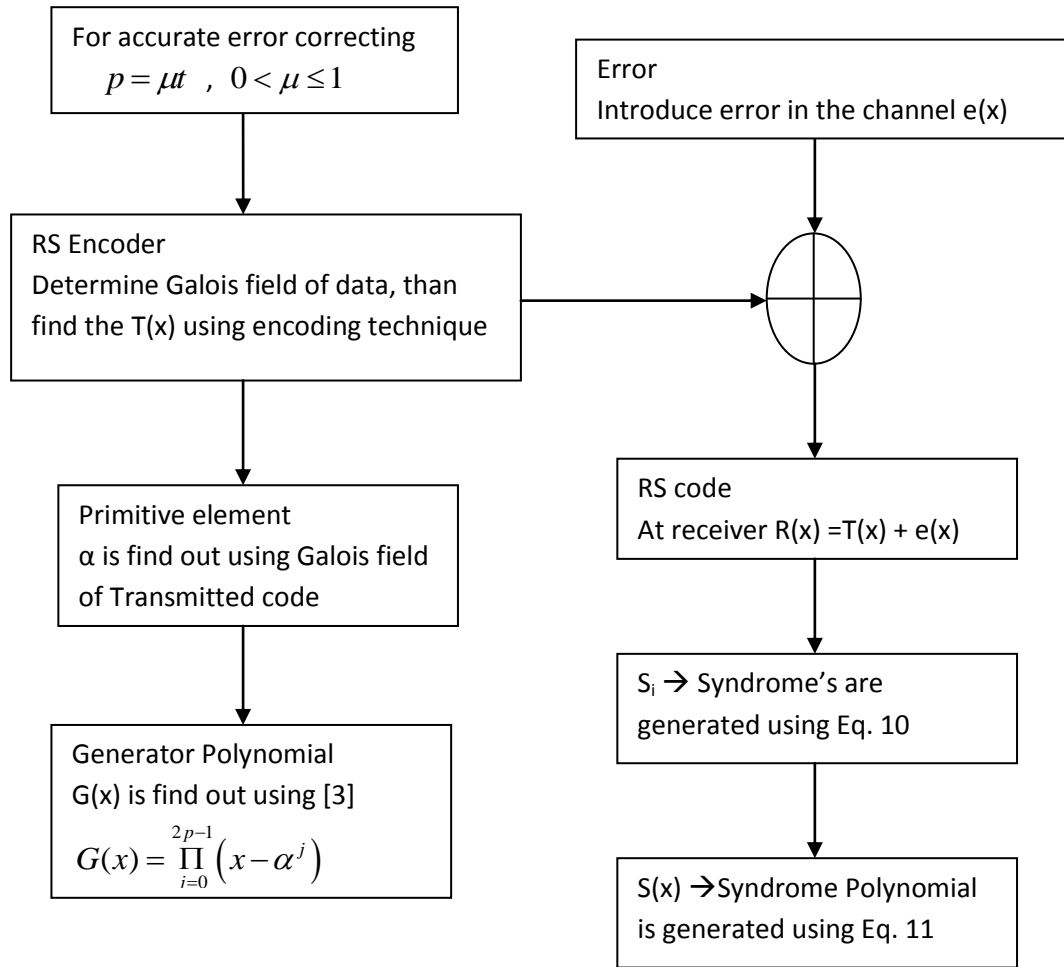 For accurate error correcting
p = μt , 0 < μ ≤ 1
RS Encoder
Determine Galois field of data, than
find the T(x) using encoding technique
Primitive element
α is find out using Galois field
of Transmitted code
Generator Polynomial
G(x) is find out using [3]
2p−1
G(x) = Π (x − α^j)
i=0
Error
Introduce error in the channel e(x)
RS code
At receiver R(x) =T(x) + e(x)
Sᵢ → Syndrome’s are
generated using Eq. 10
S(x) →Syndrome Polynomial
is generated using Eq. 11